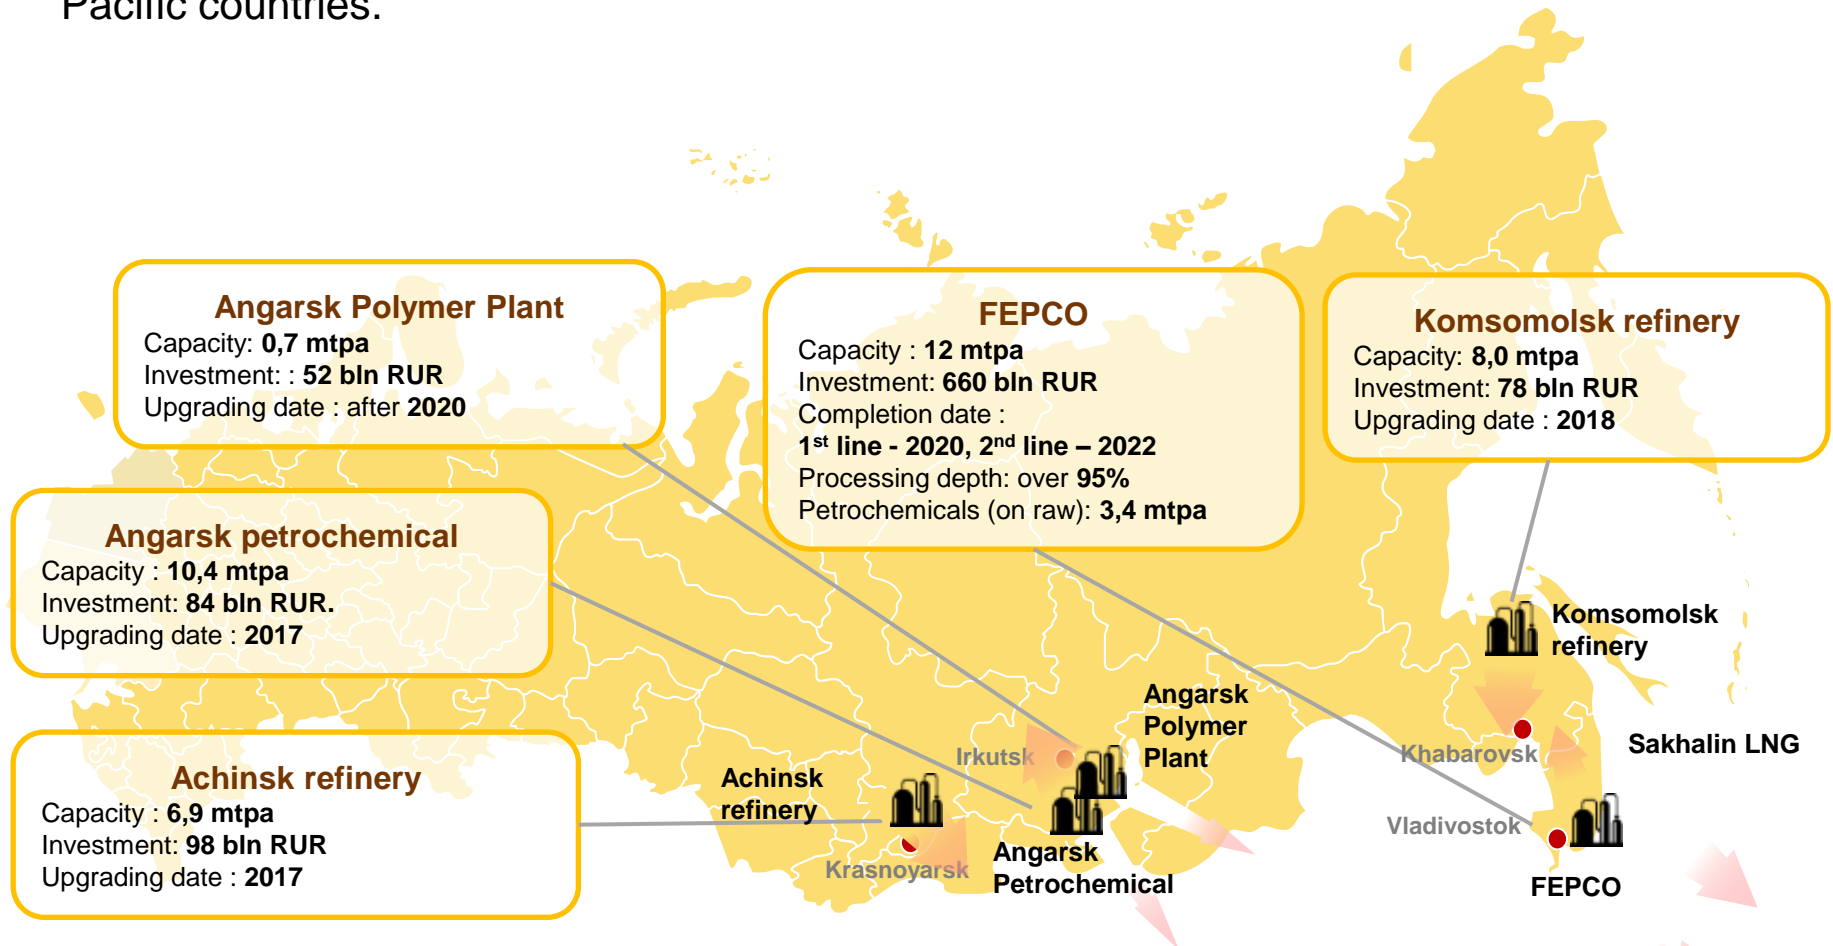 Pacific countries.
Angarsk Polymer Plant
Capacity: 0,7 mtpa
Investment: : 52 bln RUR
Upgrading date : after 2020
FEPCO
Capacity : 12 mtpa
Investment: 660 bln RUR
Completion date :
1st line - 2020, 2nd line – 2022
Processing depth: over 95%
Petrochemicals (on raw): 3,4 mtpa
Komsomolsk refinery
Capacity: 8,0 mtpa
Investment: 78 bln RUR
Upgrading date : 2018
Angarsk petrochemical
Capacity : 10,4 mtpa
Investment: 84 bln RUR.
Upgrading date : 2017
Achinsk refinery
Capacity : 6,9 mtpa
Investment: 98 bln RUR
Upgrading date : 2017
Komsomolsk
refinery
Angarsk
Polymer
Plant
Irkutsk
Achinsk
refinery
Krasnoyarsk
Angarsk
Petrochemical
Khabarovsk
Sakhalin LNG
Vladivostok
FEPCO